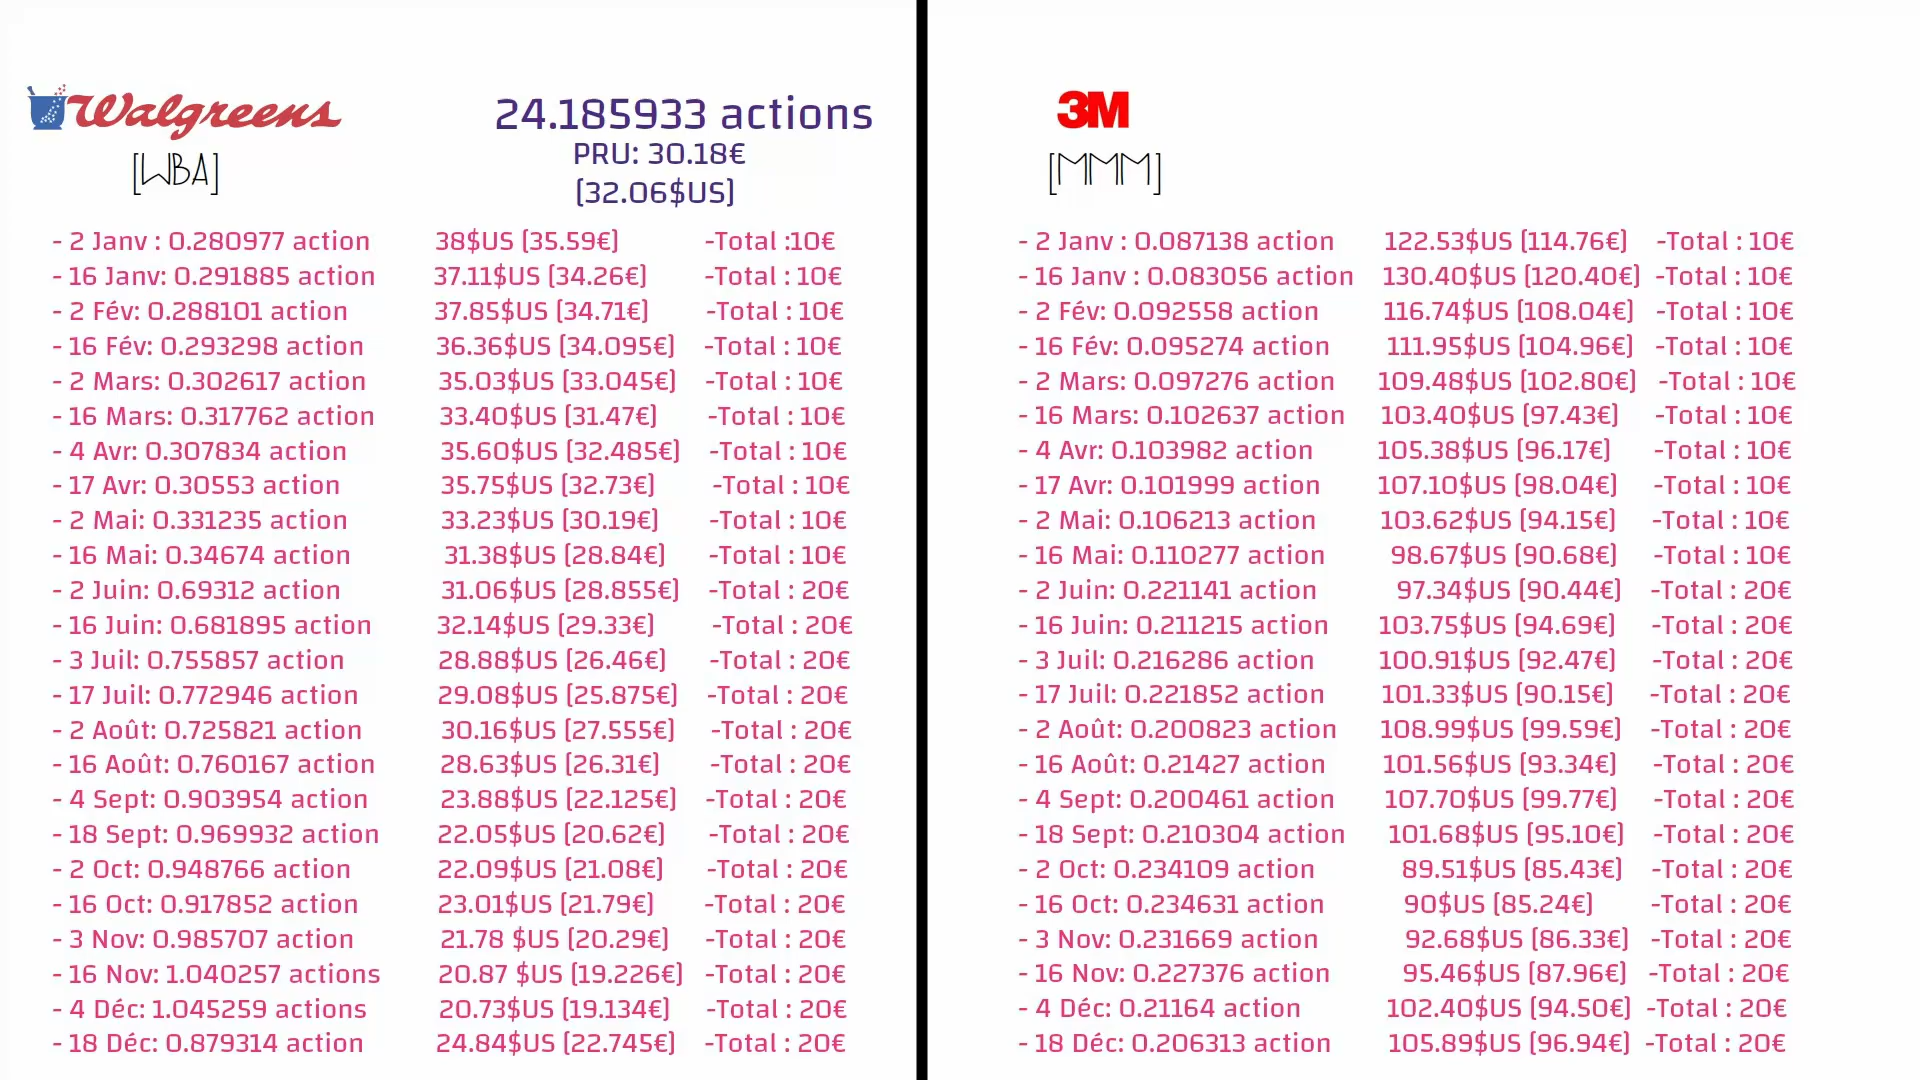 Walgreens
[WBA]
24.185933 actions
PRU: 30.18€
(32.06$US)
- 2 Janv : 0.280977 action 38$US (35.59€) -Total :10€
- 16 Janv: 0.291885 action 37.11$US (34.26€) -Total : 10€
- 2 Fév: 0.288101 action 37.85$US (34.71€) -Total : 10€
- 16 Fév: 0.293298 action 36.36$US (34.095€) -Total : 10€
- 2 Mars: 0.302617 action 35.03$US (33.045€) -Total : 10€
- 16 Mars: 0.317762 action 33.40$US (31.47€) -Total : 10€
- 4 Avr: 0.307834 action 35.60$US (32.485€) -Total : 10€
- 17 Avr: 0.30553 action 35.75$US (32.73€) -Total : 10€
- 2 Mai: 0.331235 action 33.23$US (30.19€) -Total : 10€
- 16 Mai: 0.34674 action 31.38$US (28.84€) -Total : 10€
- 2 Juin: 0.69312 action 31.06$US (28.855€) -Total : 20€
- 16 Juin: 0.681895 action 32.14$US (29.33€) -Total : 20€
- 3 Juil: 0.755857 action 28.88$US (26.46€) -Total : 20€
- 17 Juil: 0.772946 action 29.08$US (25.875€) -Total : 20€
- 2 Août: 0.725821 action 30.16$US (27.555€) -Total : 20€
- 16 Août: 0.760167 action 28.63$US (26.31€) -Total : 20€
- 4 Sept: 0.903954 action 23.88$US (22.125€) -Total : 20€
- 18 Sept: 0.969932 action 22.05$US (20.62€) -Total : 20€
- 2 Oct: 0.948766 action 22.09$US (21.08€) -Total : 20€
- 16 Oct: 0.917852 action 23.01$US (21.79€) -Total : 20€
- 3 Nov: 0.985707 action 21.78 $US (20.29€) -Total : 20€
- 16 Nov: 1.040257 actions 20.87 $US (19.226€) -Total : 20€
- 4 Déc: 1.045259 actions 20.73$US (19.134€) -Total : 20€
- 18 Déc: 0.879314 action 24.84$US (22.745€) -Total : 20€
3M
[MMM]
- 2 Janv : 0.087138 action 122.53$US (114.76€) -Total : 10€
- 16 Janv : 0.083056 action 130.40$US (120.40€) -Total : 10€
- 2 Fév: 0.092558 action 116.74$US (108.04€) -Total : 10€
- 16 Fév: 0.095274 action 111.95$US (104.96€) -Total : 10€
- 2 Mars: 0.097276 action 109.48$US (102.80€) -Total : 10€
- 16 Mars: 0.102637 action 103.40$US (97.43€) -Total : 10€
- 4 Avr: 0.103982 action 105.38$US (96.17€) -Total : 10€
- 17 Avr: 0.101999 action 107.10$US (98.04€) -Total : 10€
- 2 Mai: 0.106213 action 103.62$US (94.15€) -Total : 10€
- 16 Mai: 0.110277 action 98.67$US (90.68€) -Total : 10€
- 2 Juin: 0.221141 action 97.34$US (90.44€) -Total : 20€
- 16 Juin: 0.211215 action 103.75$US (94.69€) -Total : 20€
- 3 Juil: 0.216286 action 100.91$US (92.47€) -Total : 20€
- 17 Juil: 0.221852 action 101.33$US (90.15€) -Total : 20€
- 2 Août: 0.200823 action 108.99$US (99.59€) -Total : 20€
- 16 Août: 0.21427 action 101.56$US (93.34€) -Total : 20€
- 4 Sept: 0.200461 action 107.70$US (99.77€) -Total : 20€
- 18 Sept: 0.210304 action 101.68$US (95.10€) -Total : 20€
- 2 Oct: 0.234109 action 89.51$US (85.43€) -Total : 20€
- 16 Oct: 0.234631 action 90$US (85.24€) -Total : 20€
- 3 Nov: 0.231669 action 92.68$US (86.33€) -Total : 20€
- 16 Nov: 0.227376 action 95.46$US (87.96€) -Total : 20€
- 4 Déc: 0.21164 action 102.40$US (94.50€) -Total : 20€
- 18 Déc: 0.206313 action 105.89$US (96.94€) -Total : 20€